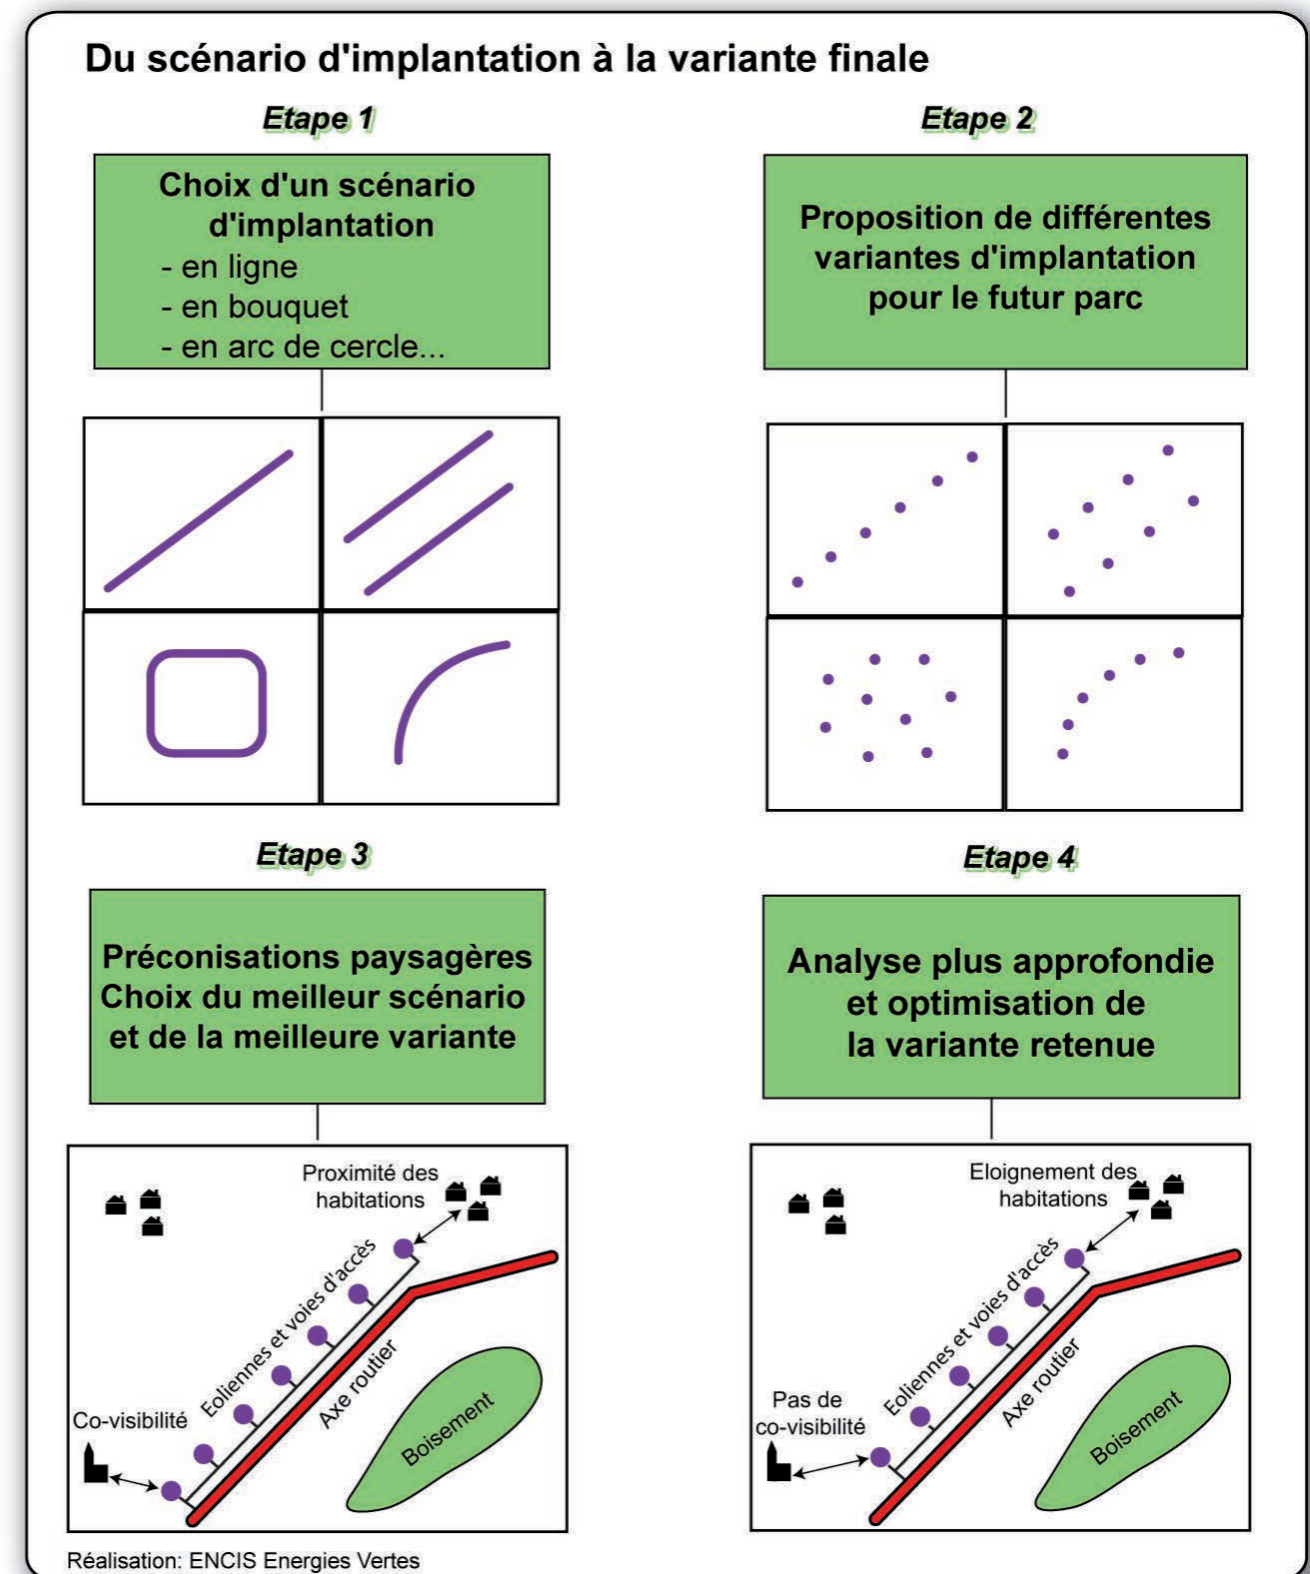 Du scénario d'implantation à la variante finale
Etape 1
Choix d'un scénario
d'implantation
- en ligne
- en bouquet
- en arc de cercle...
Etape 2
Proposition de différentes
variantes d'implantation
pour le futur parc
Etape 3
Préconisations paysagères
Choix du meilleur scénario
et de la meilleure variante
Proximité des
habitations
Eoliennes et voies d'accès
Axe routier
Co-visibilité
Boisement
Etape 4
Analyse plus approfondie
et optimisation de
la variante retenue
Eloignement des
habitations
Eoliennes et voies d'accès
Axe routier
Pas de
co-visibilité
Boisement
Réalisation: ENCIS Energies Vertes